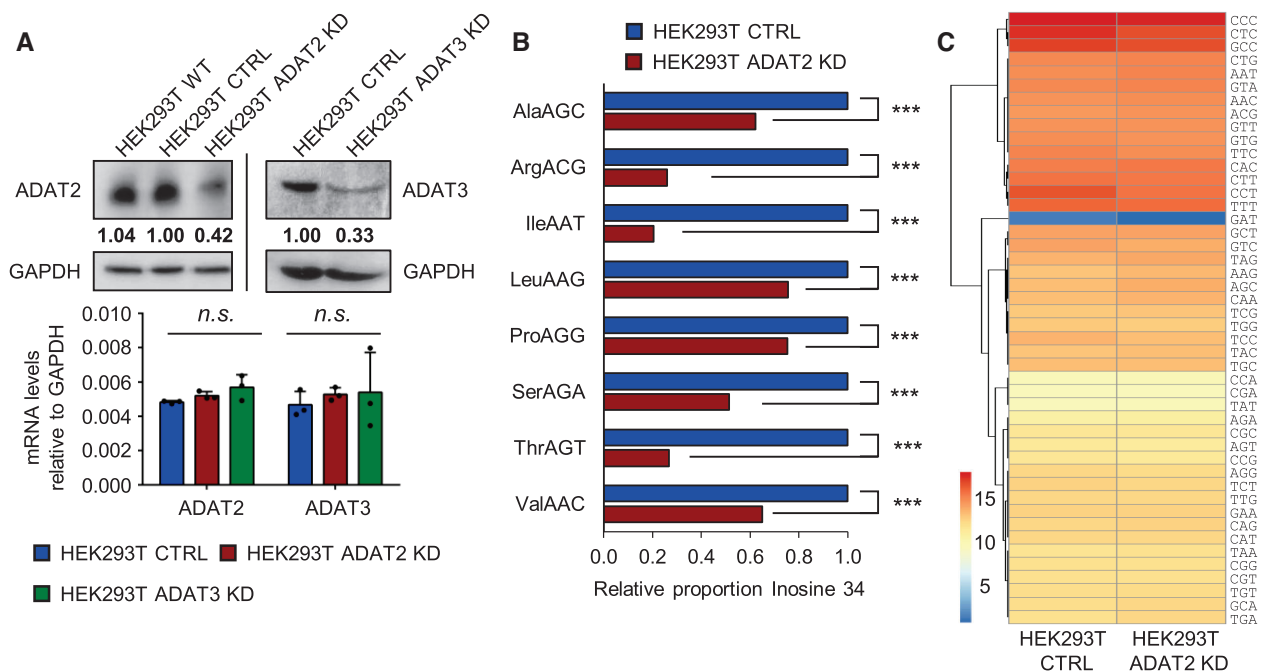 A
HEK293T WT
HEK293T CTRL
HEK293T ADAT2 KD
HEK293T CTRL
HEK293T ADAT3 KD
ADAT2
ADAT3
1.04 1.00 0.42
1.00 0.33
GAPDH
GAPDH
mRNA levels
relative to GAPDH
0.010
0.008
0.006
0.004
0.002
0.000
n.s.
n.s.
ADAT2
ADAT3
HEK293T CTRL
HEK293T ADAT2 KD
HEK293T ADAT3 KD
B
HEK293T CTRL
HEK293T ADAT2 KD
AlaAGC
***
ArgACG
***
IleAAT
***
LeuAAG
***
ProAGG
***
SerAGA
***
ThrAGT
***
ValAAC
***
0.0 0.2 0.4 0.6 0.8 1.0
Relative proportion Inosine 34
C
CCC
CTC
GCC
CTG
AAT
GTA
AAC
ACG
GTT
GTG
TTC
CAC
CTT
CCT
TTT
GAT
GCT
GTC
TAG
AAG
AGC
CAA
TCG
TGG
TCC
TAC
TGC
CCA
CGA
TAT
AGA
CGC
AGT
CCG
AGG
TCT
TTG
GAA
CAG
CAT
TAA
CGG
CGT
TGT
GCA
TGA
15
10
5
HEK293T
CTRL
HEK293T
ADAT2 KD